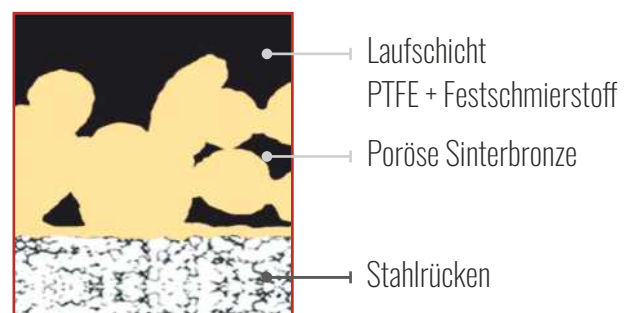 Laufschicht
PTFE + Festschmierstoff
Poröse Sinterbronze
Stahlrücken